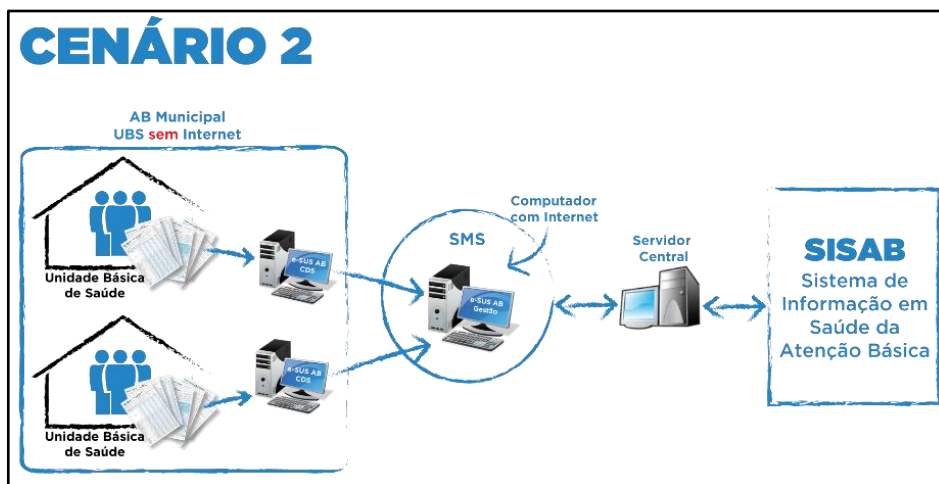 CENÁRIO 2
AB Municipal
UBS sem Internet
Unidade Básica
de Saúde
e-SUS AB
CDS
Unidade Básica
de Saúde
e-SUS AB
CDS
Computador
com Internet
SMS
e-SUS AB
Gestão
Servidor
Central
SISAB
Sistema de
Informação em
Saúde da
Atenção Básica